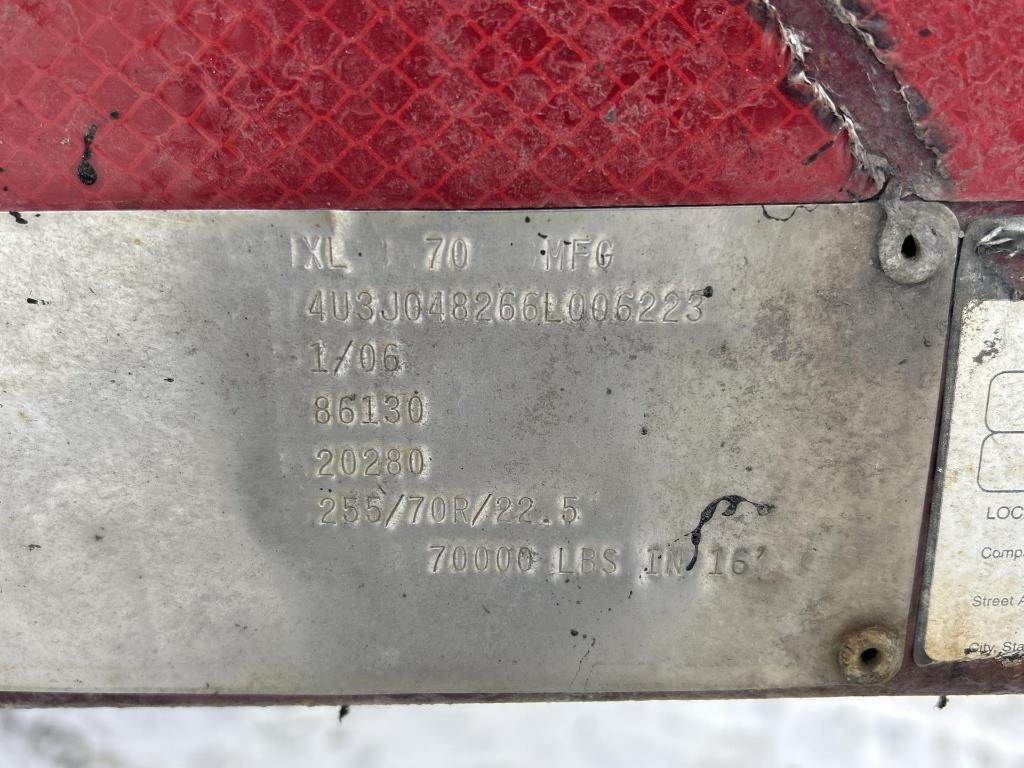 XL 70 MFG
4U3J048266L006223
1/06
86130
20280
255/70R/22.5
70000 LBS IN 16'
LOC
Comp
Street A
City, Sta